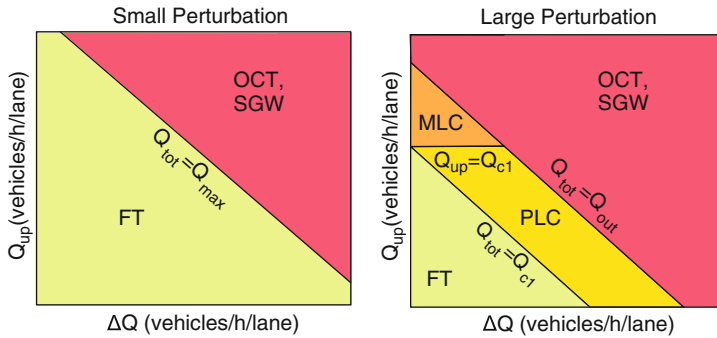 Small Perturbation
Q_up(vehicles/h/lane)
OCT,
SGW
Q_tot=Q_max
FT
ΔQ (vehicles/h/lane)
Large Perturbation
Q_up(vehicles/h/lane)
OCT,
SGW
MLC
Q_up=Q_c1
Q_tot=Q_out
PLC
Q_tot=Q_c1
FT
ΔQ (vehicles/h/lane)